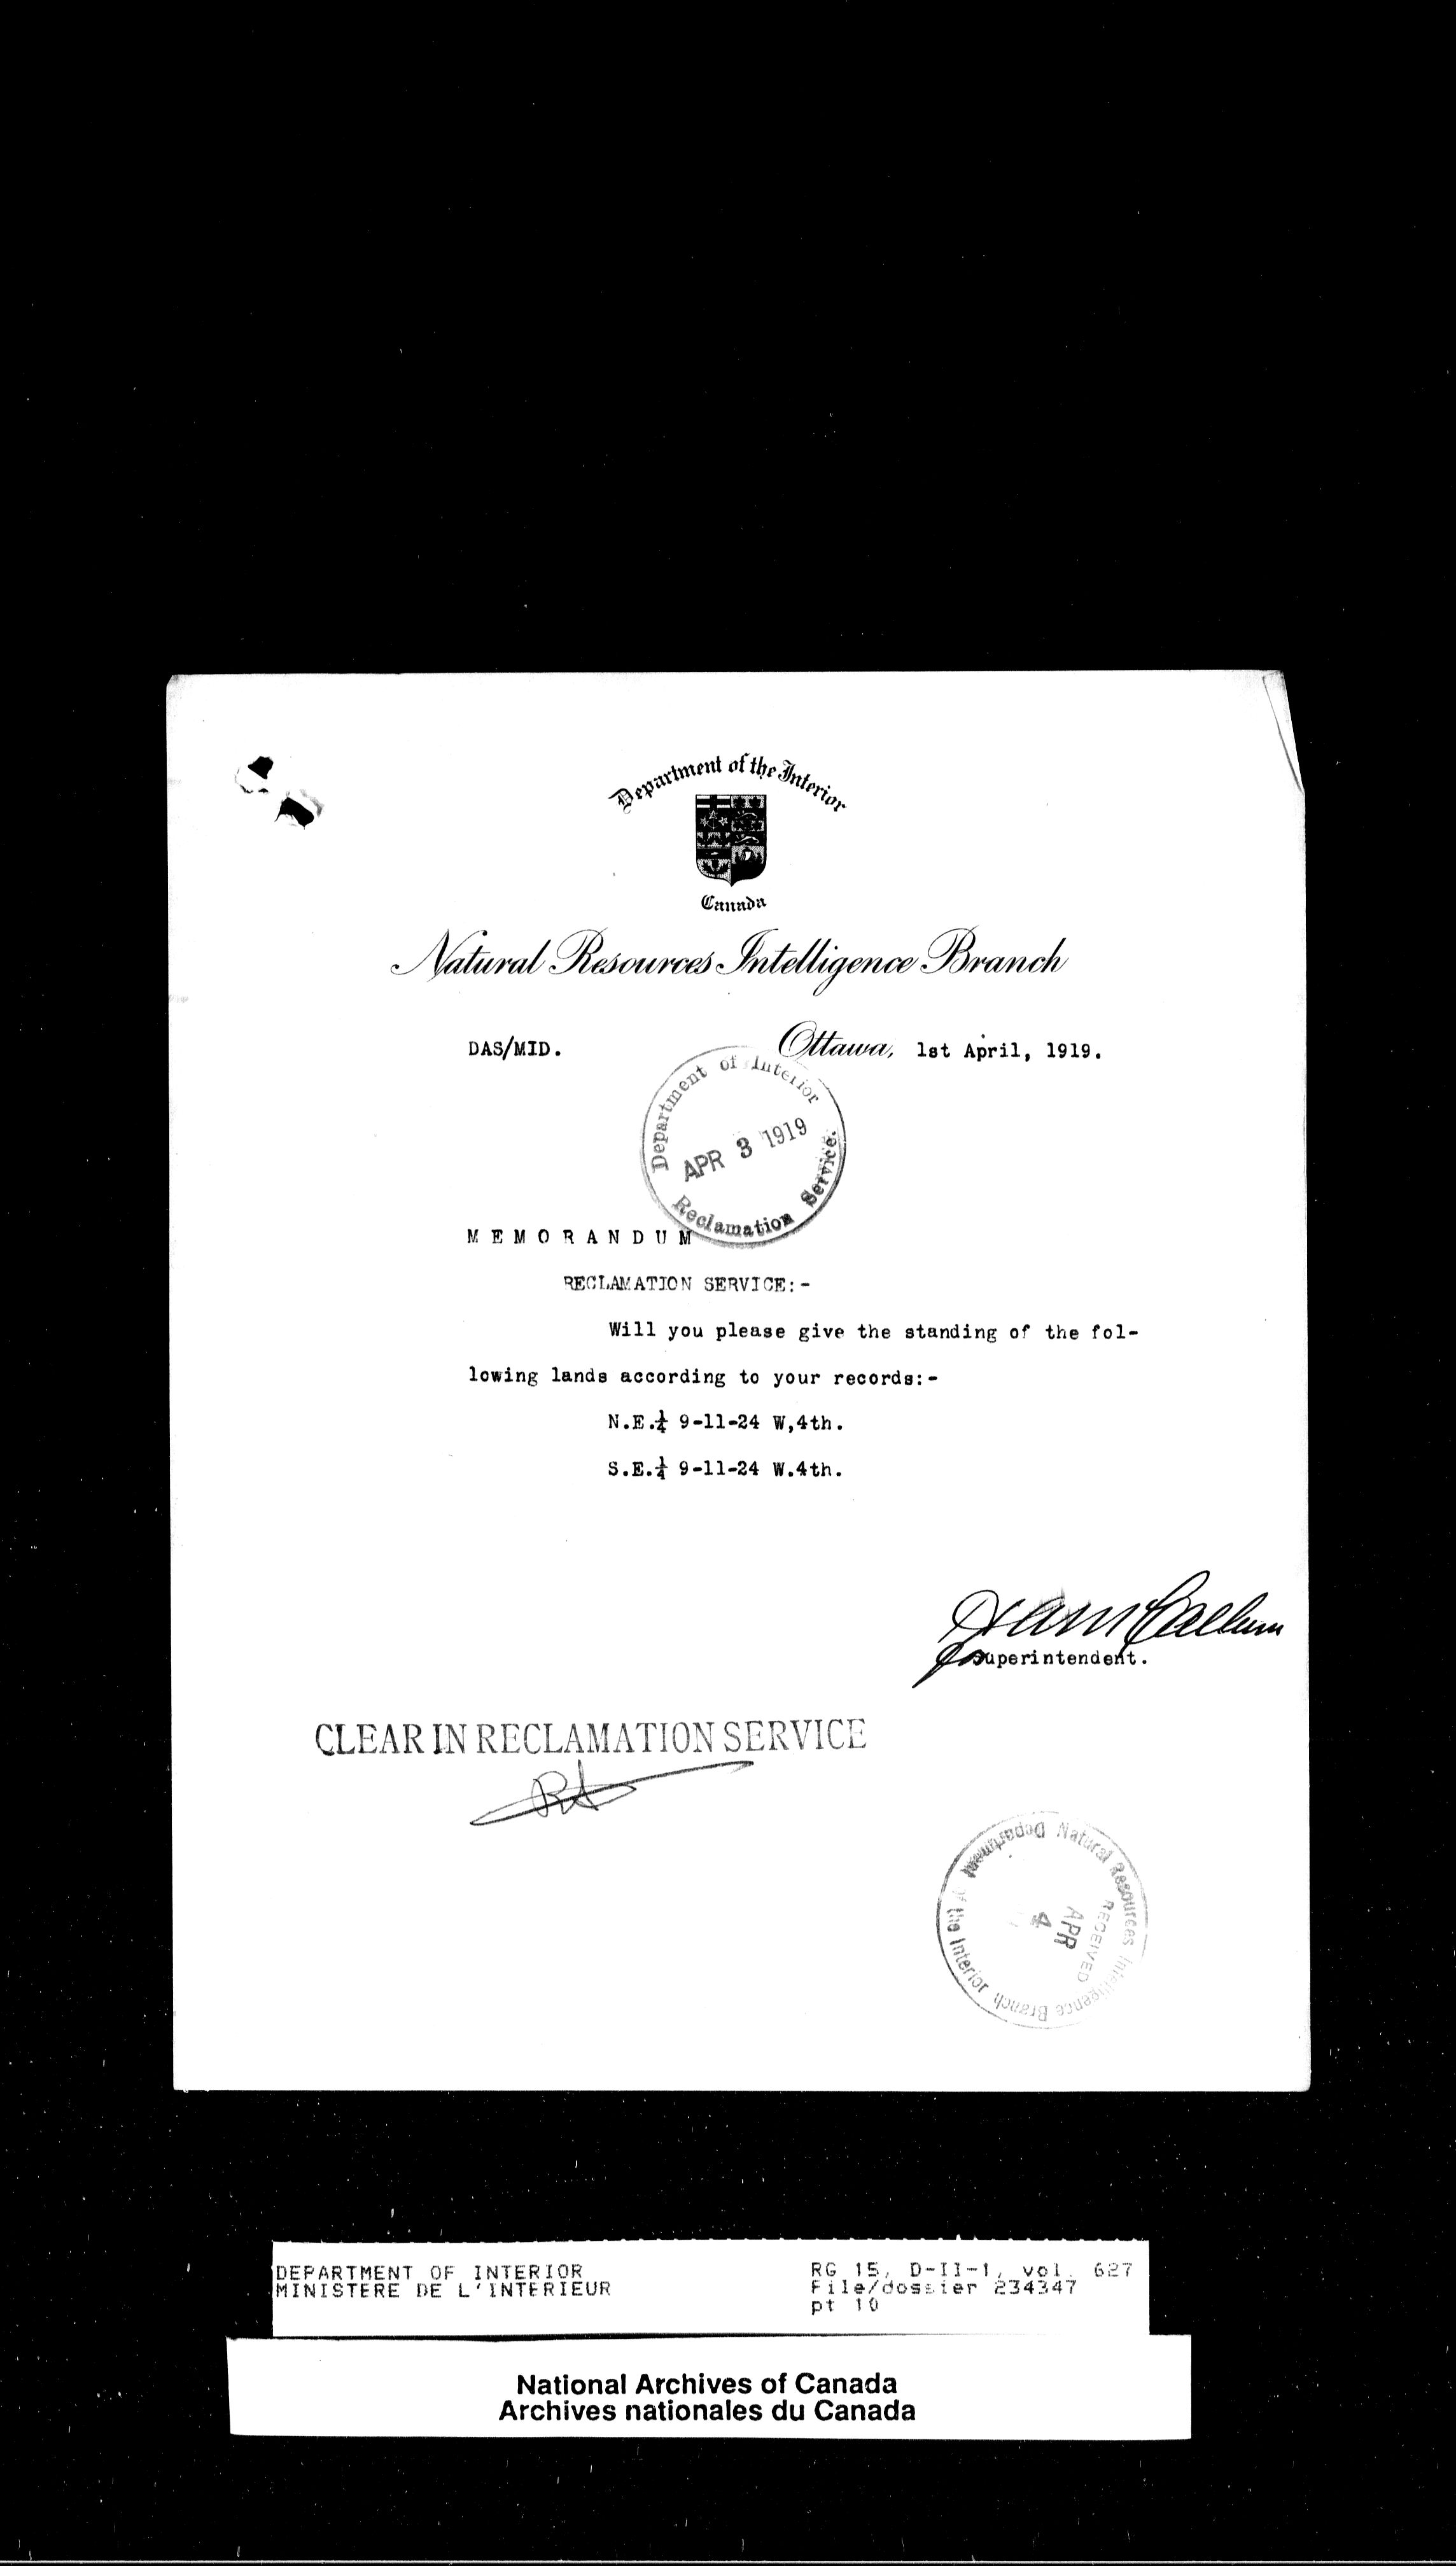 Department of the Interior
Canada
Natural Resources Intelligence Branch
DAS/MID.
Ottawa, 1st April, 1919.
Department of Interior
APR 3 1919
Reclamation Service.
MEMORANDUM
RECLAMATION SERVICE:-
Will you please give the standing of the fol-
lowing lands according to your records:-
N.E.¼ 9-11-24 W,4th.
S.E.¼ 9-11-24 W.4th.
Superintendent.
CLEAR IN RECLAMATION SERVICE
Natural Resources Intelligence Branch
RECEIVED
APR
4
Department of the Interior
DEPARTMENT OF INTERIOR
MINISTERE DE L'INTERIEUR
RG 15, D-II-1, vol. 627
File/dossier 234347
pt 10
National Archives of Canada
Archives nationales du Canada